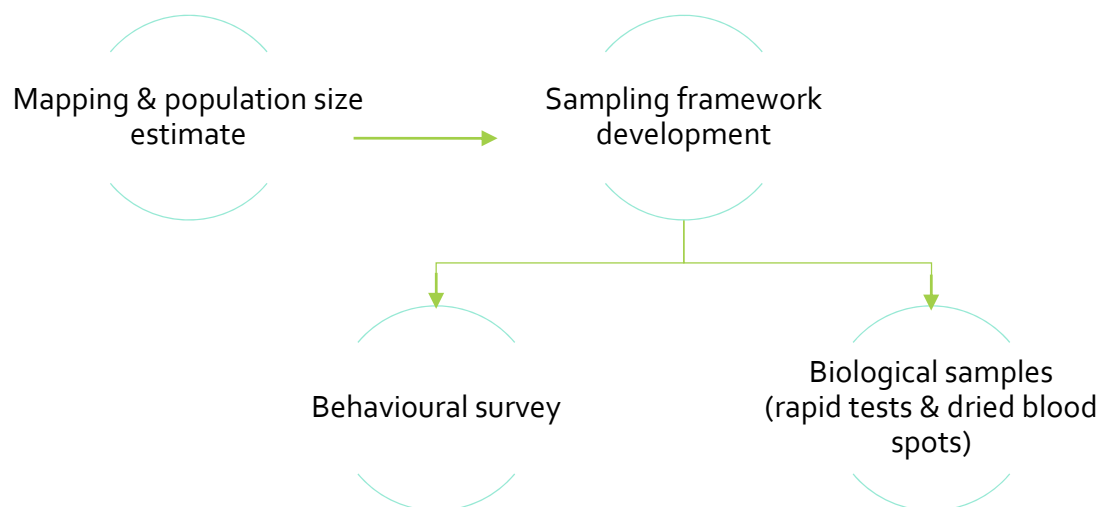 Mapping & population size
estimate
Sampling framework
development
Behavioural survey
Biological samples
(rapid tests & dried blood
spots)